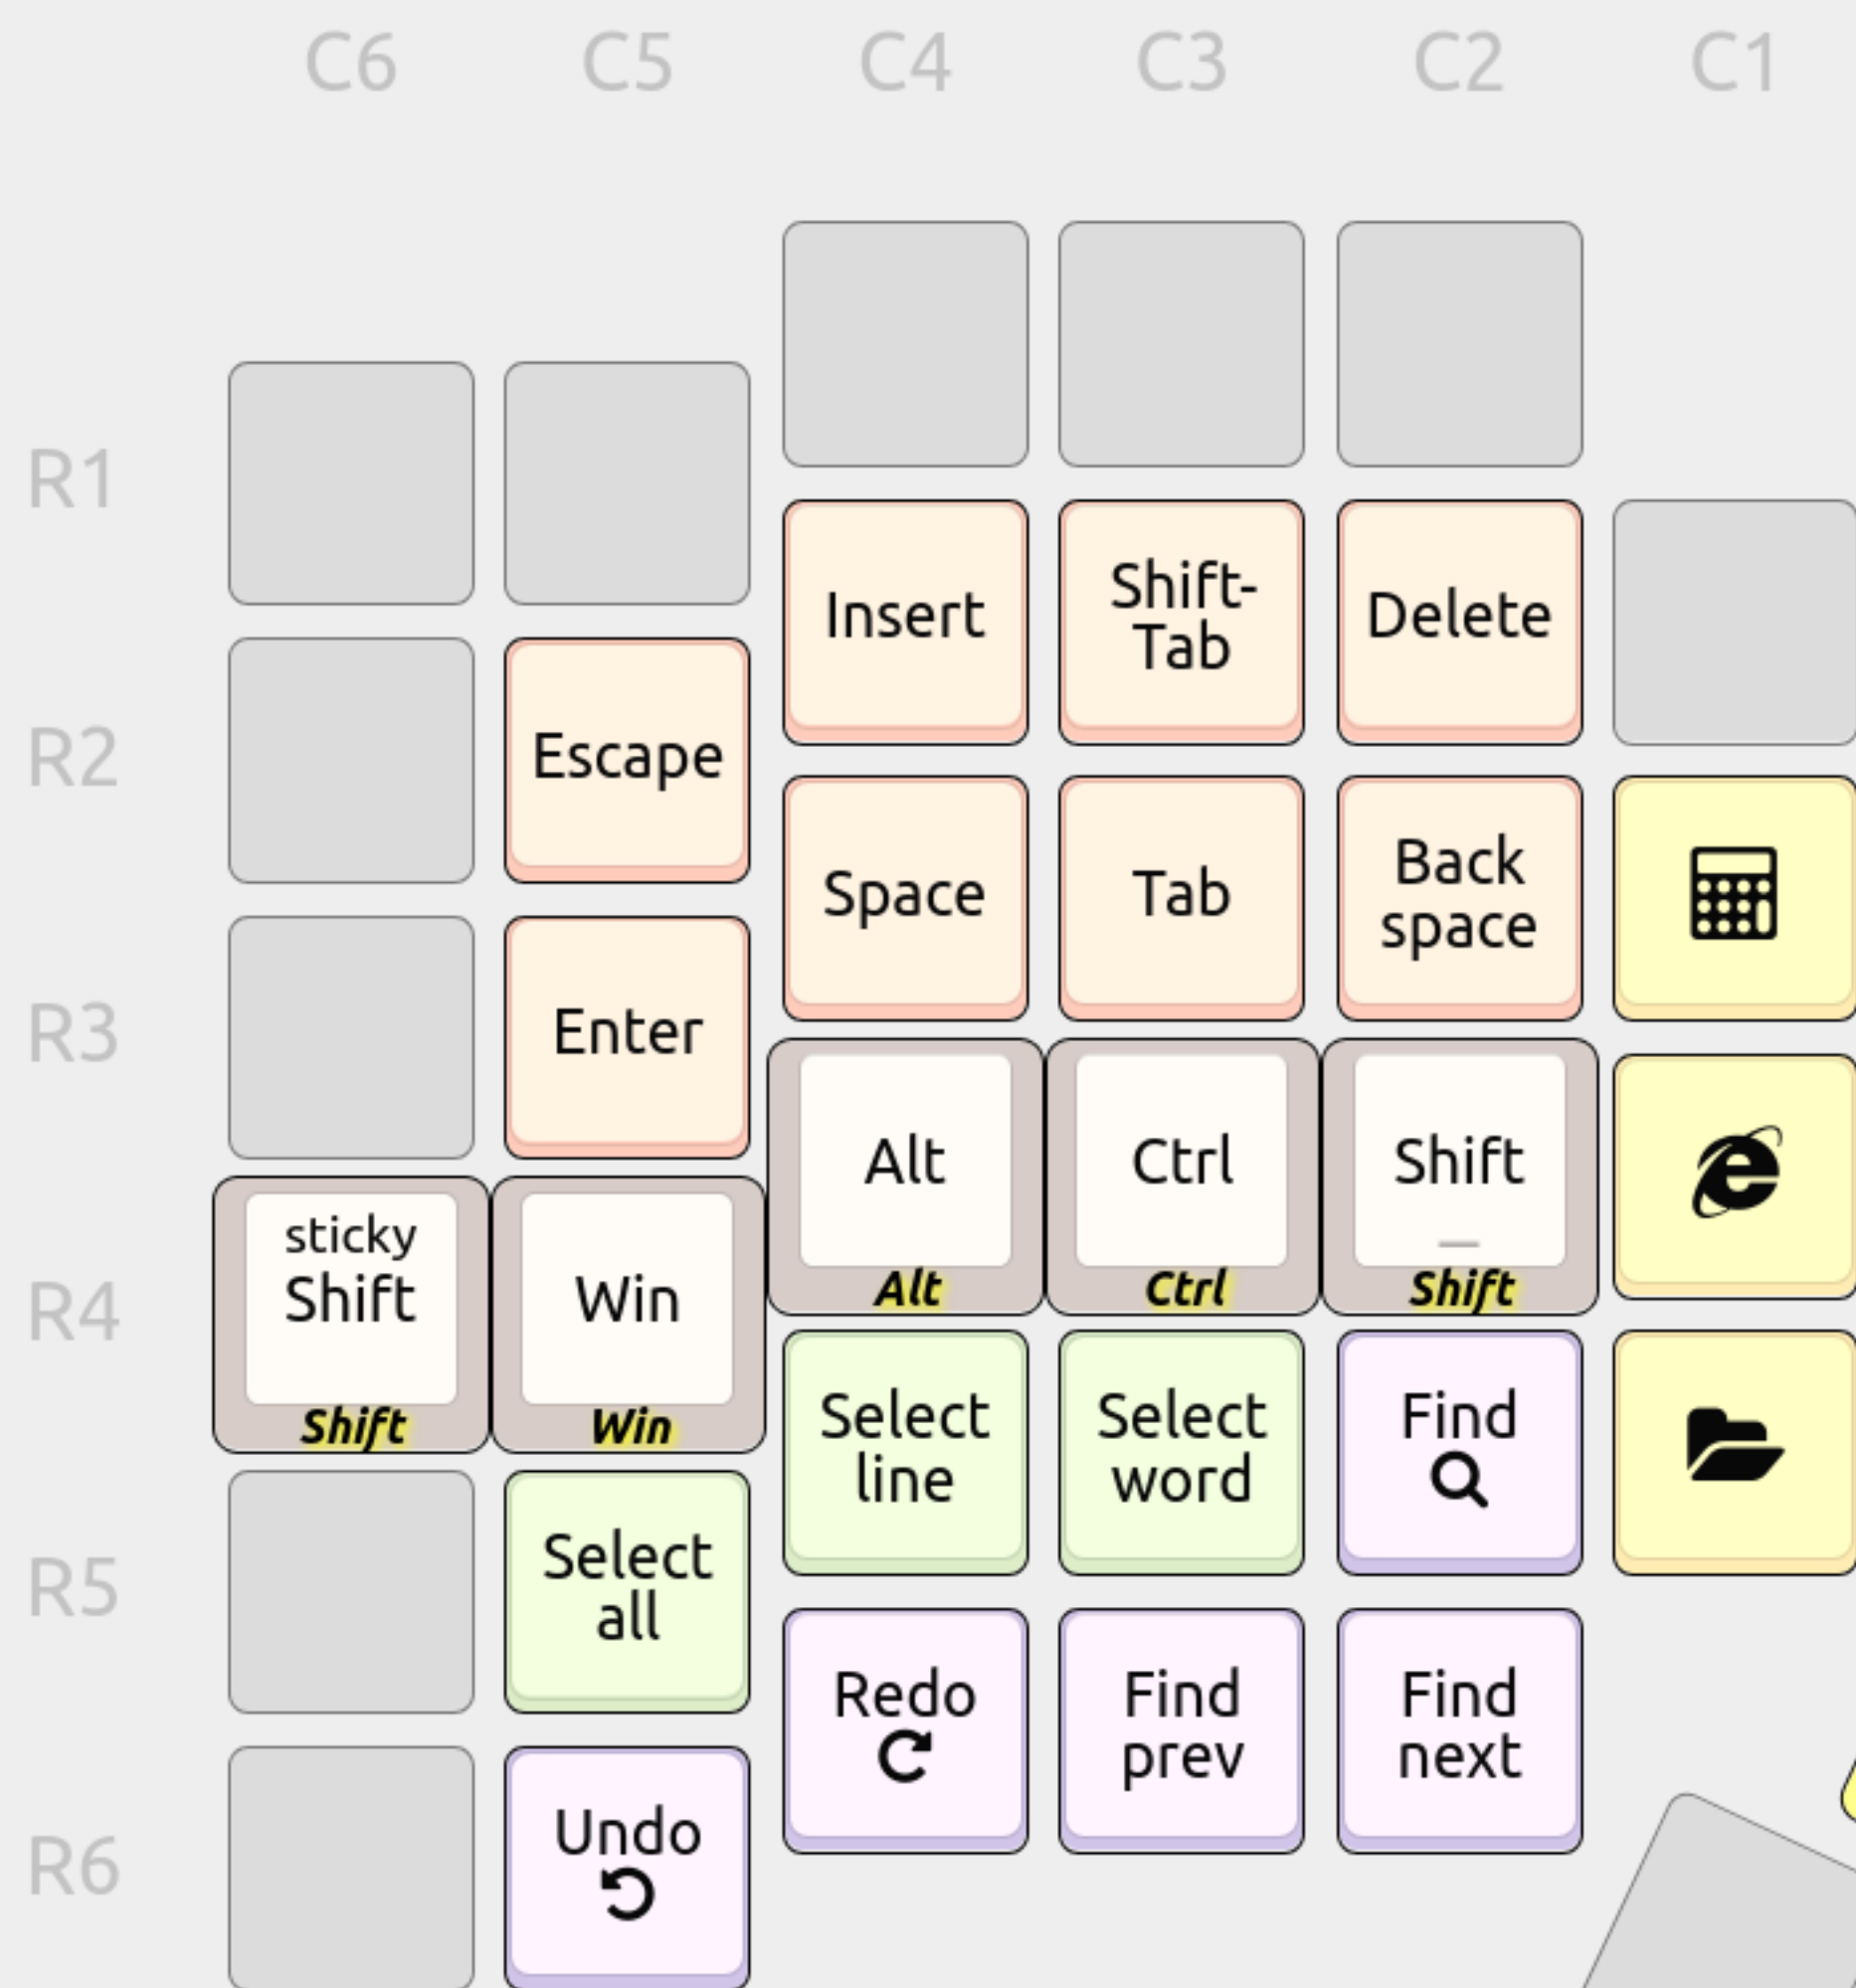 C6 C5 C4 C3 C2 C1
R1
Insert
Shift-
Tab
Delete
R2
Escape
Space
Tab
Back
space
R3
Enter
Alt
Alt
Ctrl
Ctrl
Shift
_
Shift
R4
sticky
Shift
Shift
Win
Win
Select
line
Select
word
Find
R5
Select
all
Redo
Find
prev
Find
next
R6
Undo